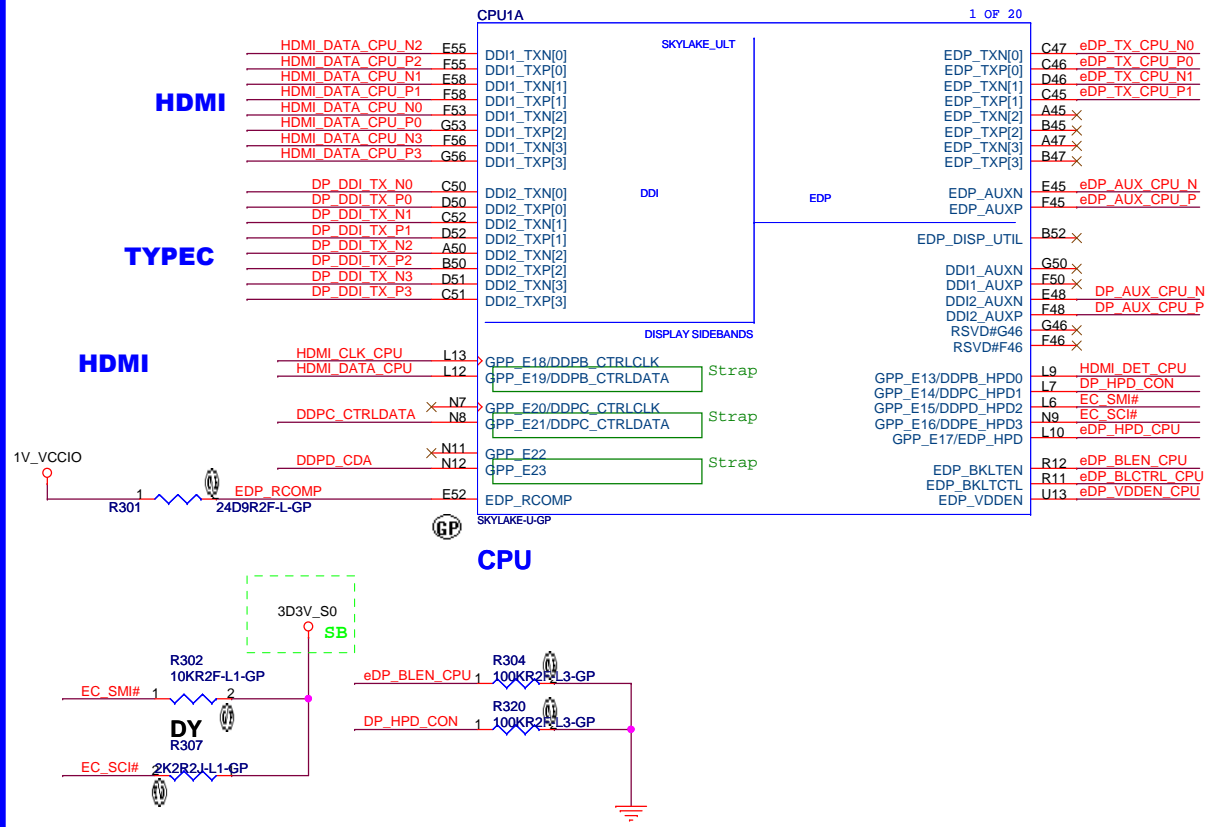 CPU1A
1 OF 20
SKYLAKE_ULT
HDMI
HDMI_DATA_CPU_N2 E55 DDI1_TXN[0]
HDMI_DATA_CPU_P2 F55 DDI1_TXP[0]
HDMI_DATA_CPU_N1 E58 DDI1_TXN[1]
HDMI_DATA_CPU_P1 F58 DDI1_TXP[1]
HDMI_DATA_CPU_N0 F53 DDI1_TXN[2]
HDMI_DATA_CPU_P0 G53 DDI1_TXP[2]
HDMI_DATA_CPU_N3 F56 DDI1_TXN[3]
HDMI_DATA_CPU_P3 G56 DDI1_TXP[3]
TYPEC
DP_DDI_TX_N0 C50 DDI2_TXN[0]
DP_DDI_TX_P0 D50 DDI2_TXP[0]
DP_DDI_TX_N1 C52 DDI2_TXN[1]
DP_DDI_TX_P1 D52 DDI2_TXP[1]
DP_DDI_TX_N2 A50 DDI2_TXN[2]
DP_DDI_TX_P2 B50 DDI2_TXP[2]
DP_DDI_TX_N3 D51 DDI2_TXN[3]
DP_DDI_TX_P3 C51 DDI2_TXP[3]
DDI
EDP
EDP_TXN[0] C47 eDP_TX_CPU_N0
EDP_TXP[0] C46 eDP_TX_CPU_P0
EDP_TXN[1] D46 eDP_TX_CPU_N1
EDP_TXP[1] C45 eDP_TX_CPU_P1
EDP_TXN[2] A45
EDP_TXP[2] B45
EDP_TXN[3] A47
EDP_TXP[3] B47
EDP_AUXN E45 eDP_AUX_CPU_N
EDP_AUXP F45 eDP_AUX_CPU_P
EDP_DISP_UTIL B52
DDI1_AUXN G50
DDI1_AUXP F50
DDI2_AUXN E48 DP_AUX_CPU_N
DDI2_AUXP F48 DP_AUX_CPU_P
RSVD#G46 G46
RSVD#F46 F46
DISPLAY SIDEBANDS
HDMI
HDMI_CLK_CPU L13 GPP_E18/DDPB_CTRLCLK
HDMI_DATA_CPU L12 GPP_E19/DDPB_CTRLDATA Strap
N7 GPP_E20/DDPC_CTRLCLK
DDPC_CTRLDATA N8 GPP_E21/DDPC_CTRLDATA Strap
N11 GPP_E22
DDPD_CDA N12 GPP_E23 Strap
GPP_E13/DDPB_HPD0 L9 HDMI_DET_CPU
GPP_E14/DDPC_HPD1 L7 DP_HPD_CON
GPP_E15/DDPD_HPD2 L6 EC_SMI#
GPP_E16/DDPE_HPD3 N9 EC_SCI#
GPP_E17/EDP_HPD L10 eDP_HPD_CPU
EDP_BKLTEN R12 eDP_BLEN_CPU
EDP_BKLTCTL R11 eDP_BLCTRL_CPU
EDP_VDDEN U13 eDP_VDDEN_CPU
1V_VCCIO
1 EDP_RCOMP E52 EDP_RCOMP
R301 24D9R2F-L-GP
GP
SKYLAKE-U-GP
CPU
3D3V_S0
SB
R302
10KR2F-L1-GP
EC_SMI# 1 2
DY
R307
EC_SCI# 2K2R2J-L1-GP
R304
eDP_BLEN_CPU 1 100KR2F-L3-GP
R320
DP_HPD_CON 1 100KR2F-L3-GP